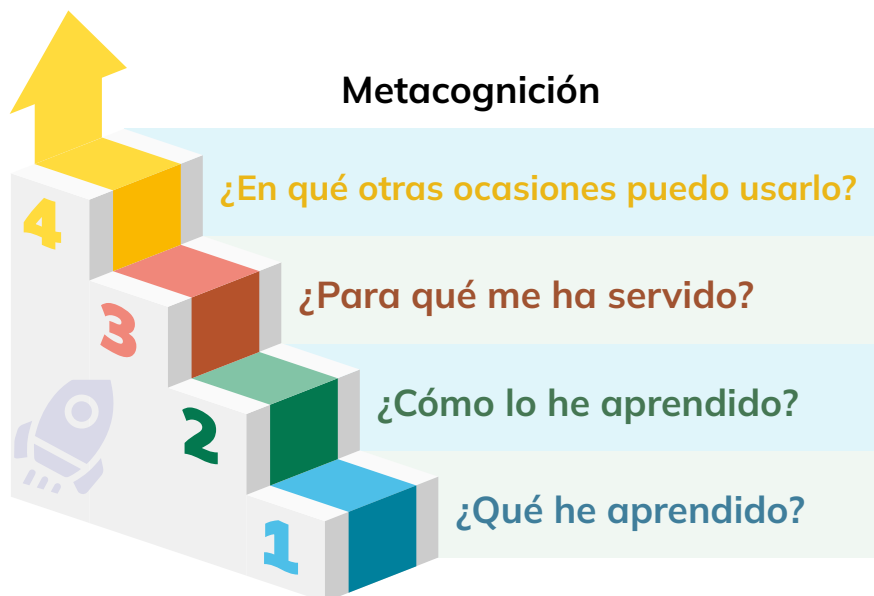 Metacognición
¿En qué otras ocasiones puedo usarlo?
4
¿Para qué me ha servido?
3
¿Cómo lo he aprendido?
2
¿Qué he aprendido?
1